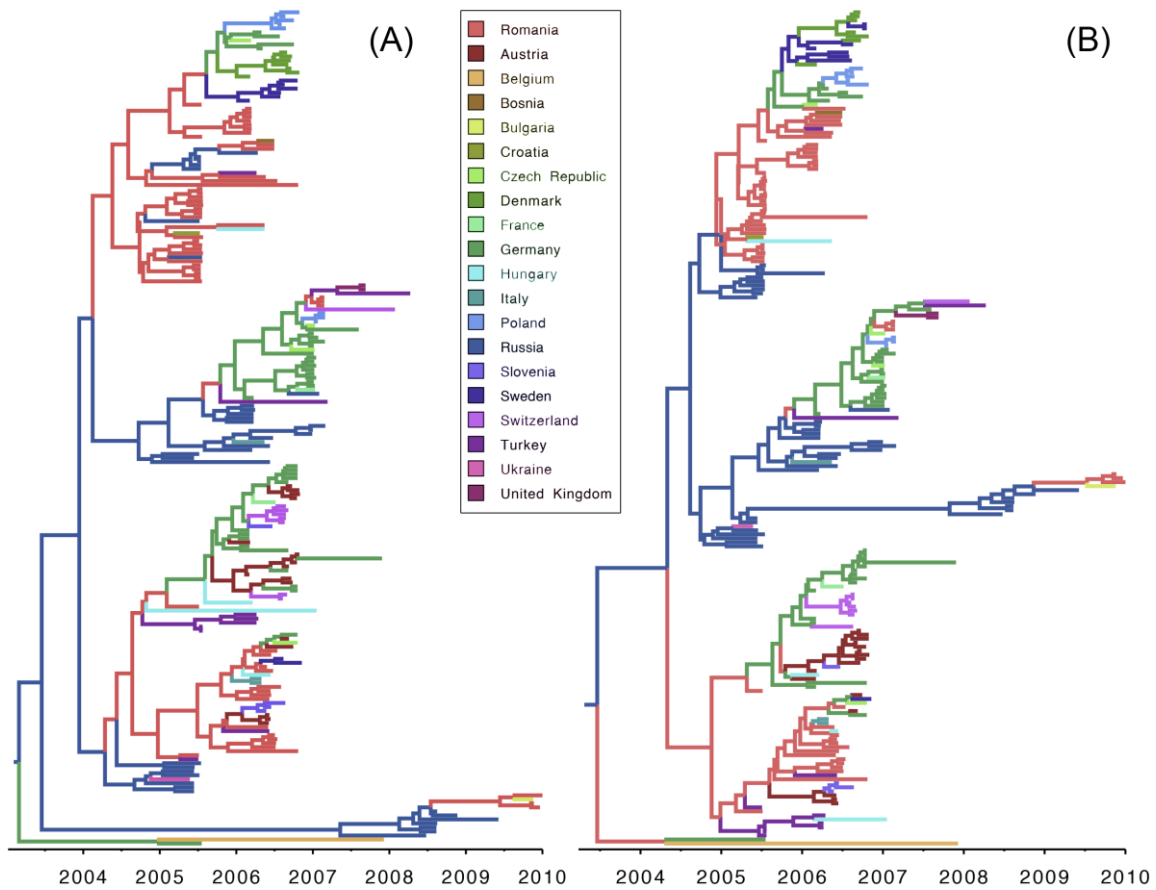 (A)
Romania
Austria
Belgium
Bosnia
Bulgaria
Croatia
Czech Republic
Denmark
France
Germany
Hungary
Italy
Poland
Russia
Slovenia
Sweden
Switzerland
Turkey
Ukraine
United Kingdom
(B)
2004 2005 2006 2007 2008 2009 2010
2004 2005 2006 2007 2008 2009 2010